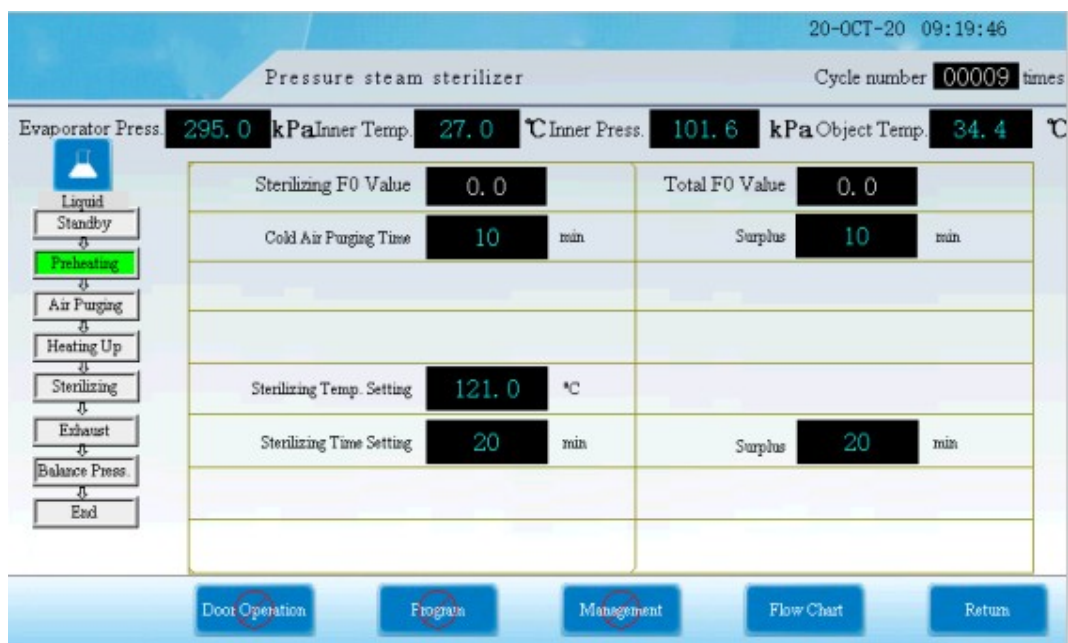 20-OCT-20 09:19:46
Pressure steam sterilizer Cycle number 00009 times
Evaporator Press. 295.0 kPa Inner Temp. 27.0 ℃ Inner Press. 101.6 kPa Object Temp. 34.4 ℃
Liquid
Standby
Preheating
Air Purging
Heating Up
Sterilizing
Exhaust
Balance Press.
End
Sterilizing F0 Value 0.0 Total F0 Value 0.0
Cold Air Purging Time 10 min Surplus 10 min
Sterilizing Temp. Setting 121.0 ℃
Sterilizing Time Setting 20 min Surplus 20 min
Door Operation Program Management Flow Chart Return